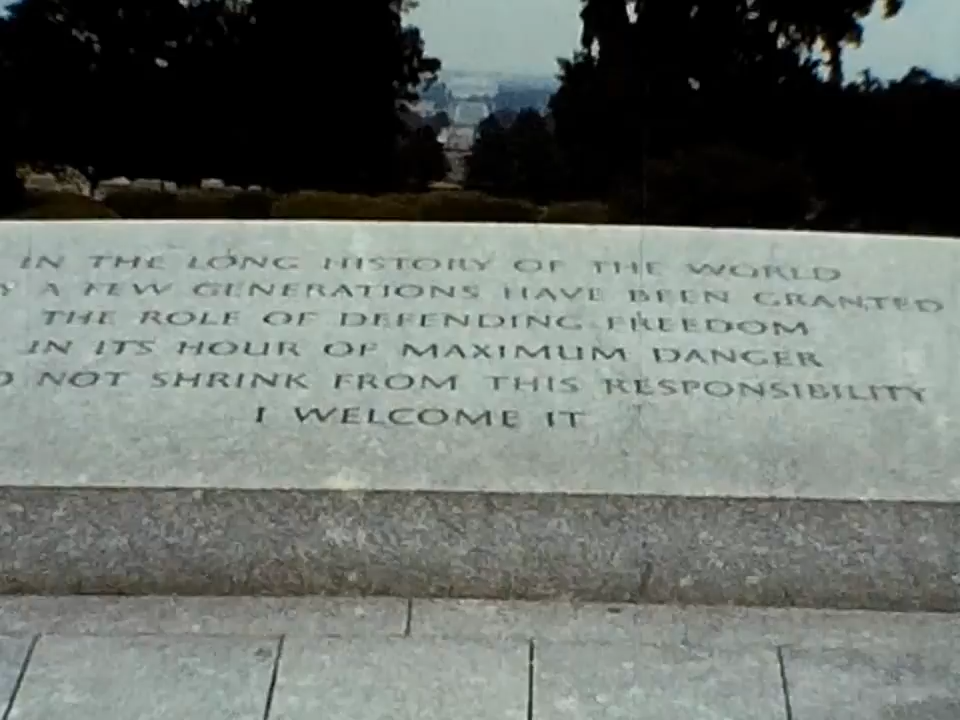 IN THE LONG HISTORY OF THE WORLD
Y A FEW GENERATIONS HAVE BEEN GRANTED
THE ROLE OF DEFENDING FREEDOM
IN ITS HOUR OF MAXIMUM DANGER
O NOT SHRINK FROM THIS RESPONSIBILITY
I WELCOME IT